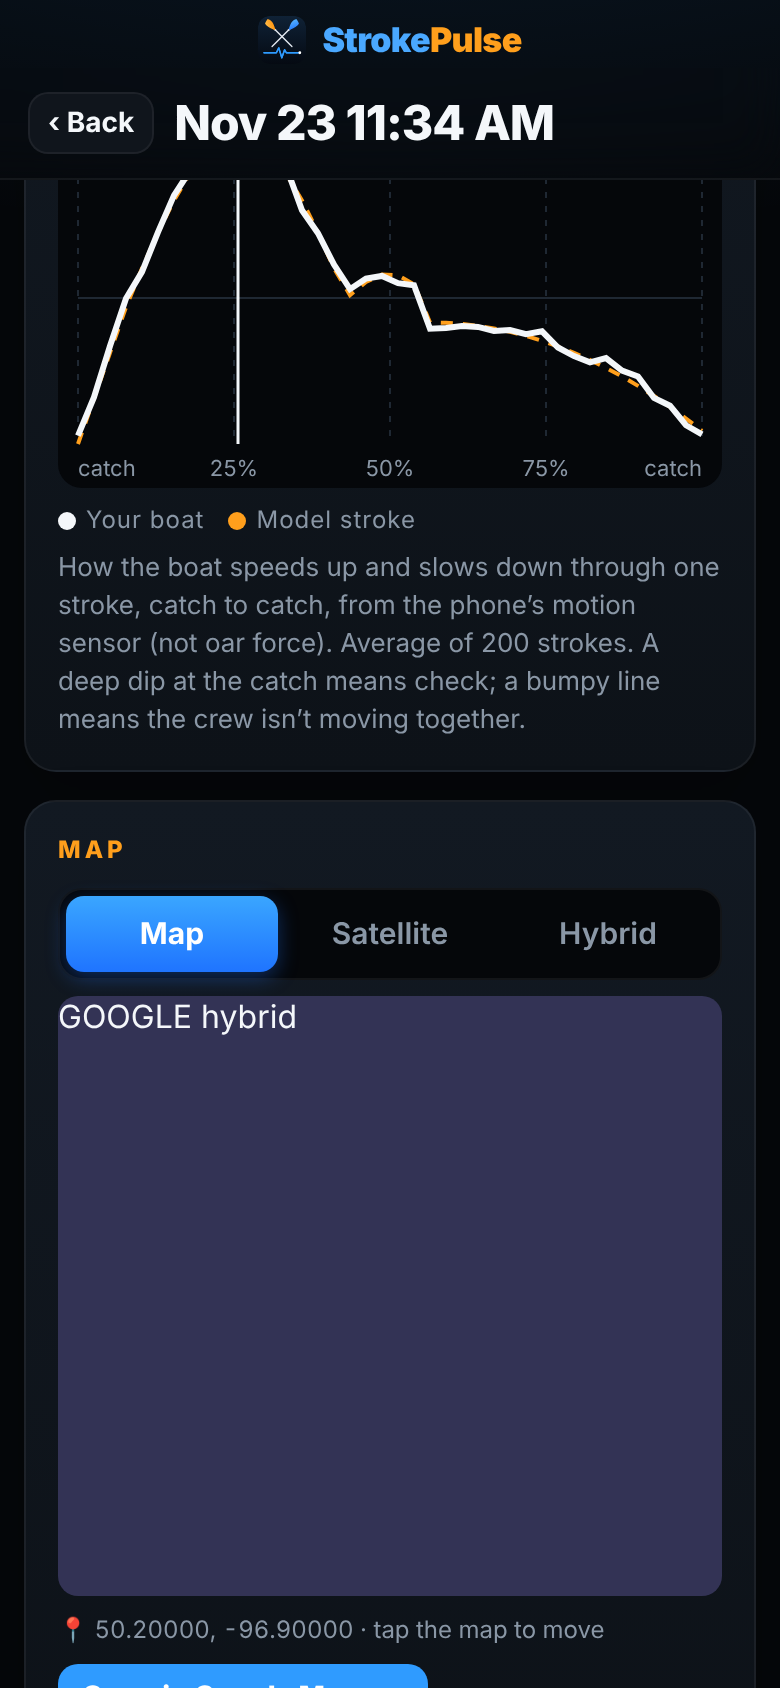 StrokePulse
‹ Back
Nov 23 11:34 AM
catch 25% 50% 75% catch
Your boat Model stroke
How the boat speeds up and slows down through one
stroke, catch to catch, from the phone’s motion
sensor (not oar force). Average of 200 strokes. A
deep dip at the catch means check; a bumpy line
means the crew isn’t moving together.
MAP
Map Satellite Hybrid
GOOGLE hybrid
50.20000, -96.90000 · tap the map to move